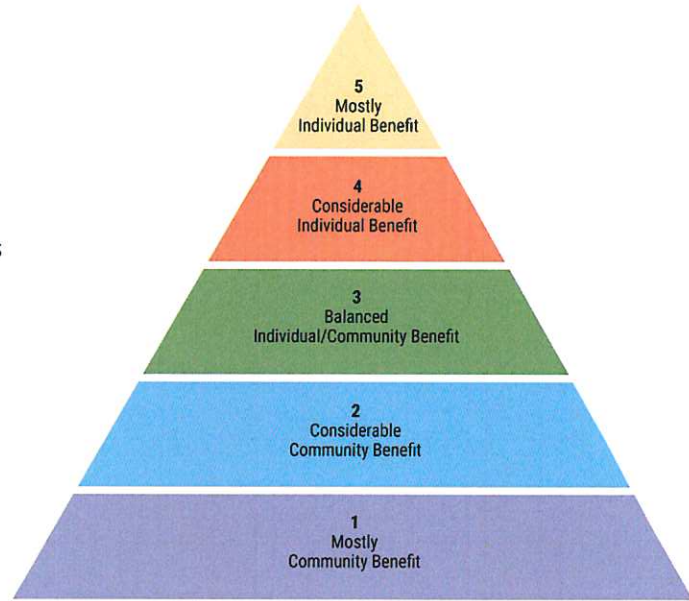 5
Mostly
Individual Benefit
4
Considerable
Individual Benefit
s
3
Balanced
Individual/Community Benefit
2
Considerable
Community Benefit
1
Mostly
Community Benefit